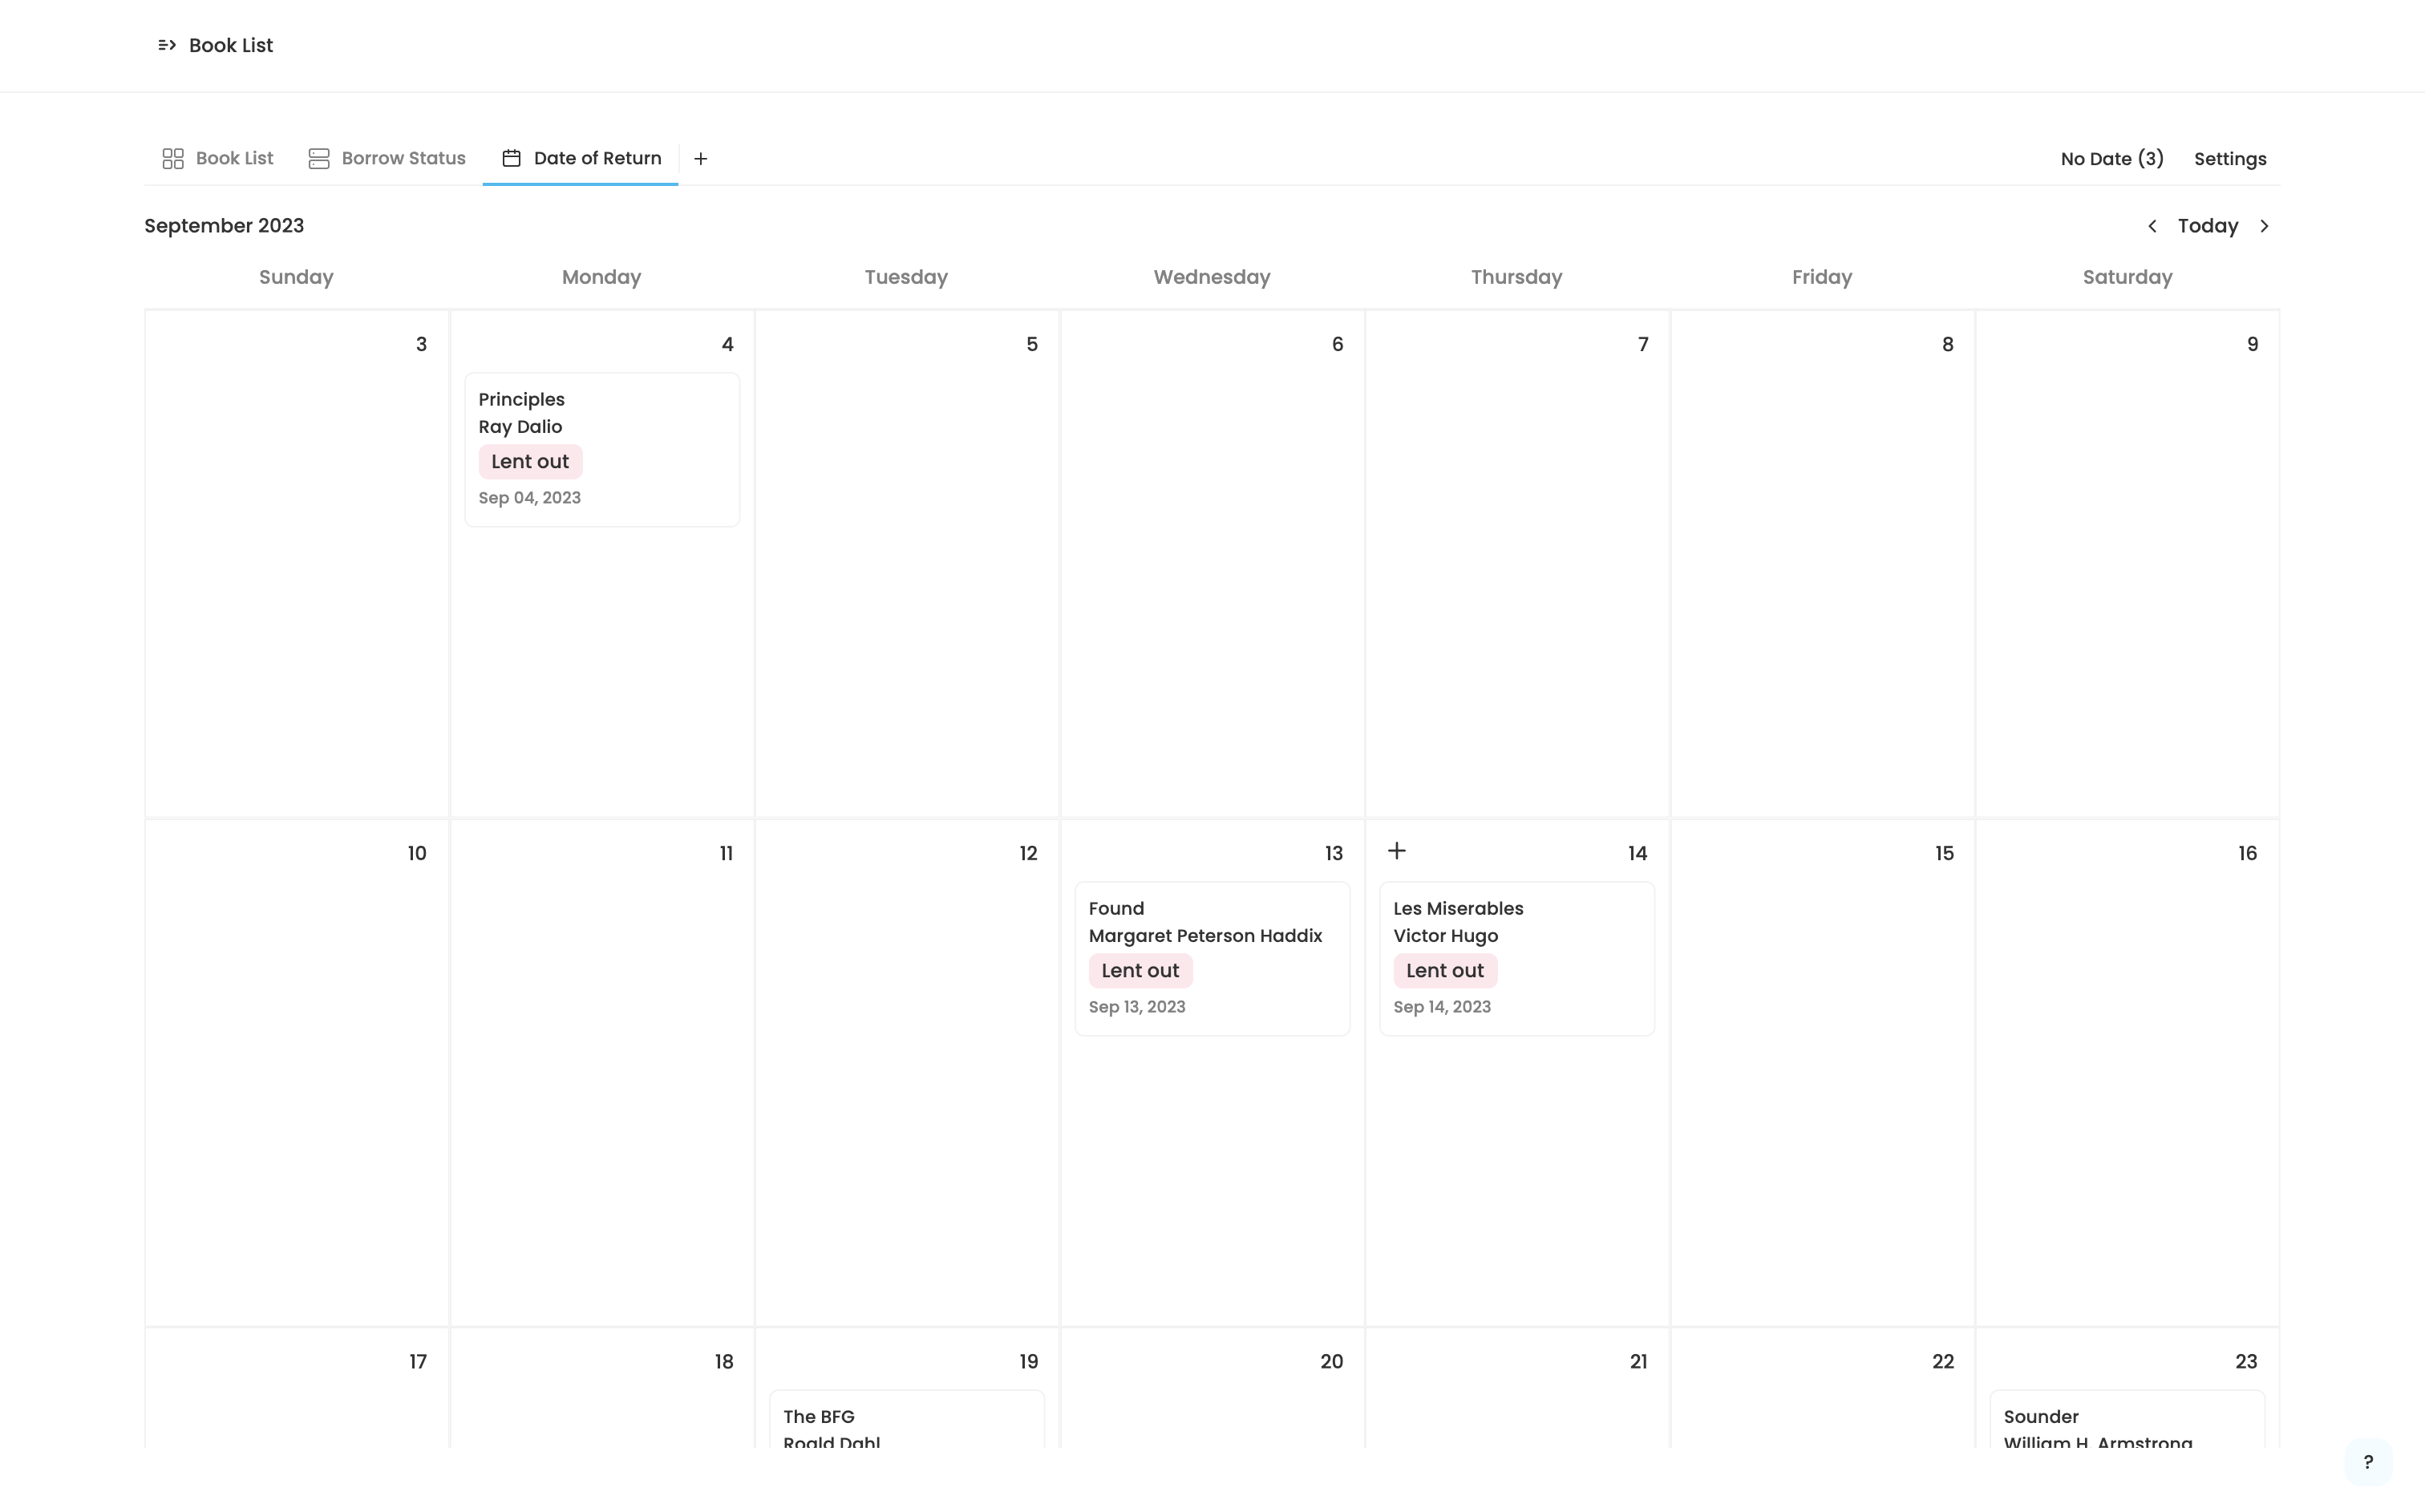 Book List
Book List
Borrow Status
Date of Return
+
No Date (3)
Settings
September 2023
Today
Sunday
Monday
Tuesday
Wednesday
Thursday
Friday
Saturday
3
4
5
6
7
8
9
Principles
Ray Dalio
Lent out
Sep 04, 2023
10
11
12
13
+
14
15
16
Found
Margaret Peterson Haddix
Lent out
Sep 13, 2023
Les Miserables
Victor Hugo
Lent out
Sep 14, 2023
17
18
19
20
21
22
23
The BFG
Roald Dahl
Sounder
William H. Armstrong
?